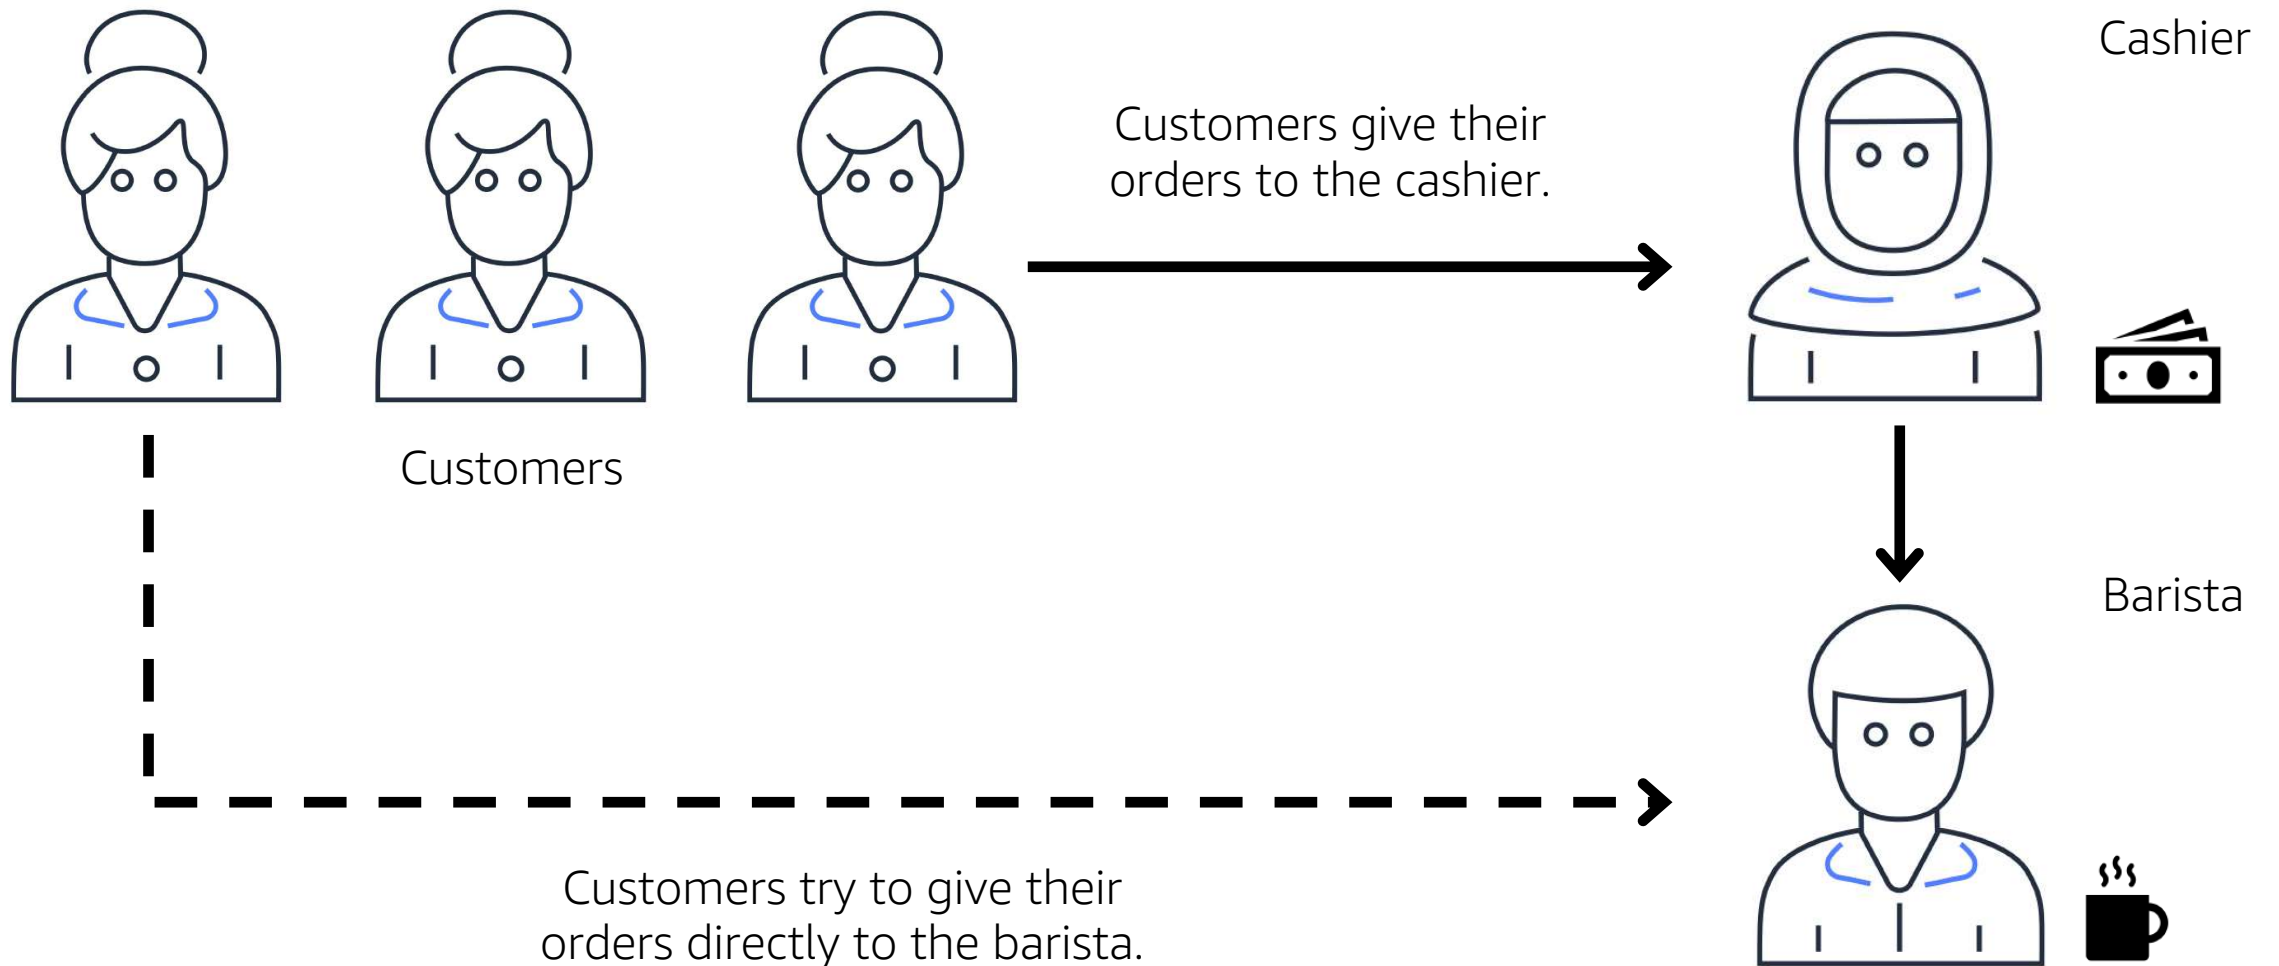 Cashier
Customers give their
orders to the cashier.
Customers
Barista
Customers try to give their
orders directly to the barista.